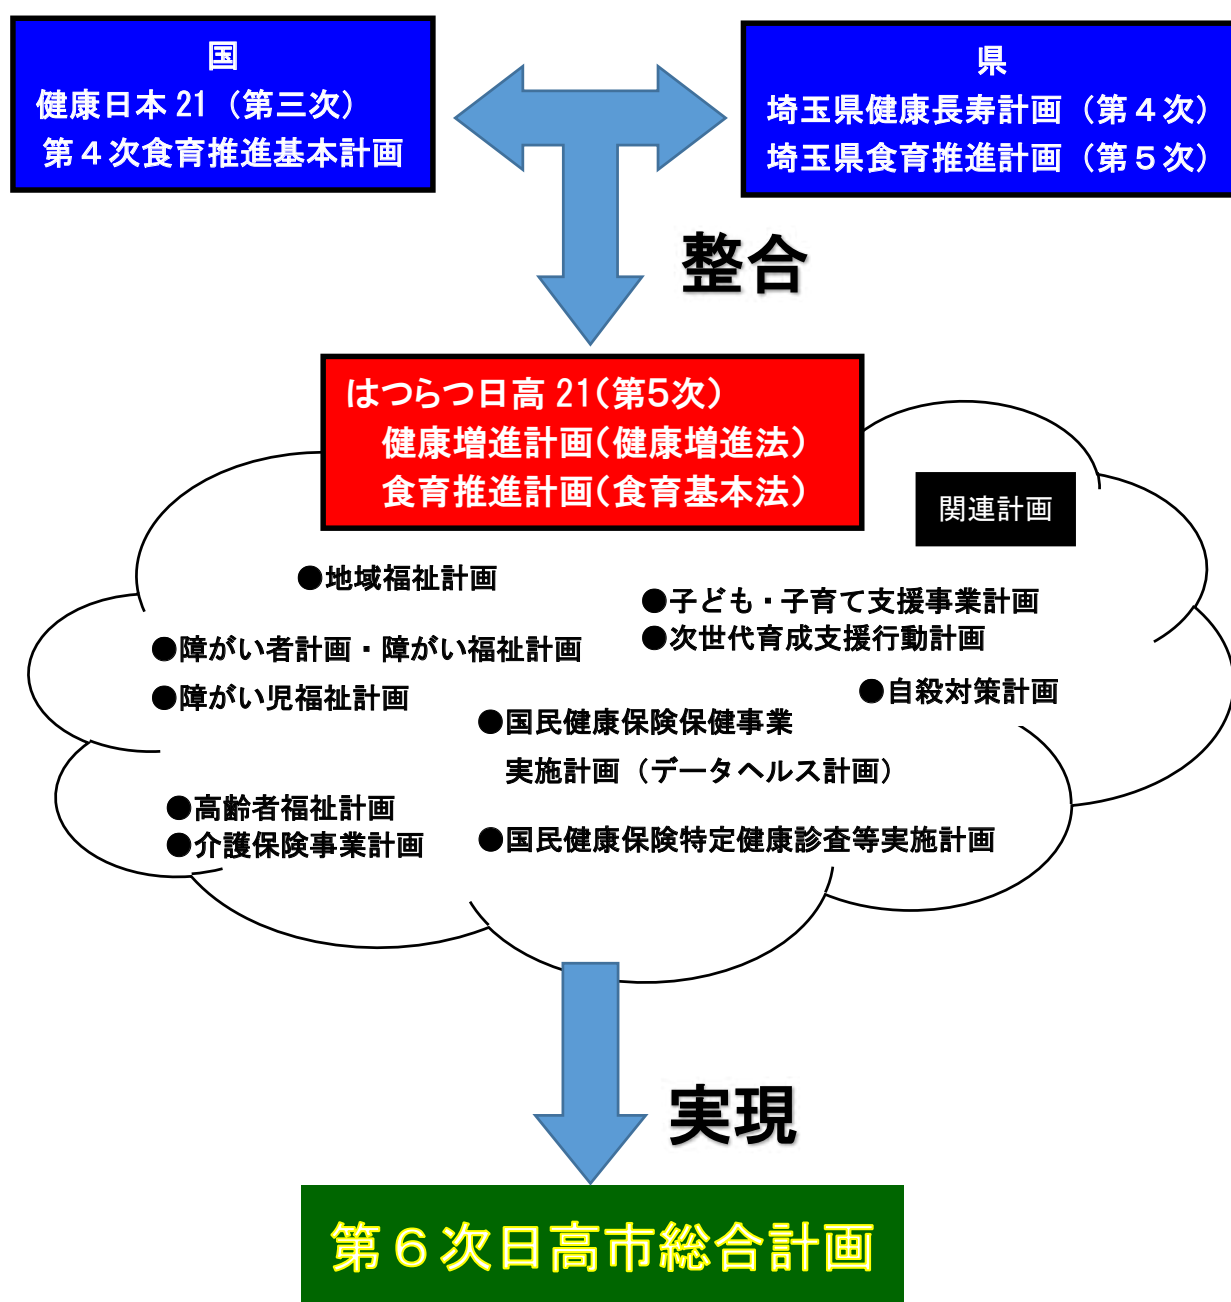 国
健康日本 21（第三次）
第４次食育推進基本計画
県
埼玉県健康長寿計画（第４次）
埼玉県食育推進計画（第５次）
整合
はつらつ日高 21(第5次)
健康増進計画(健康増進法)
食育推進計画(食育基本法)
関連計画
●地域福祉計画
●子ども・子育て支援事業計画
●次世代育成支援行動計画
●障がい者計画・障がい福祉計画
●障がい児福祉計画
●自殺対策計画
●国民健康保険保健事業
実施計画（データヘルス計画）
●高齢者福祉計画
●介護保険事業計画
●国民健康保険特定健康診査等実施計画
実現
第６次日高市総合計画